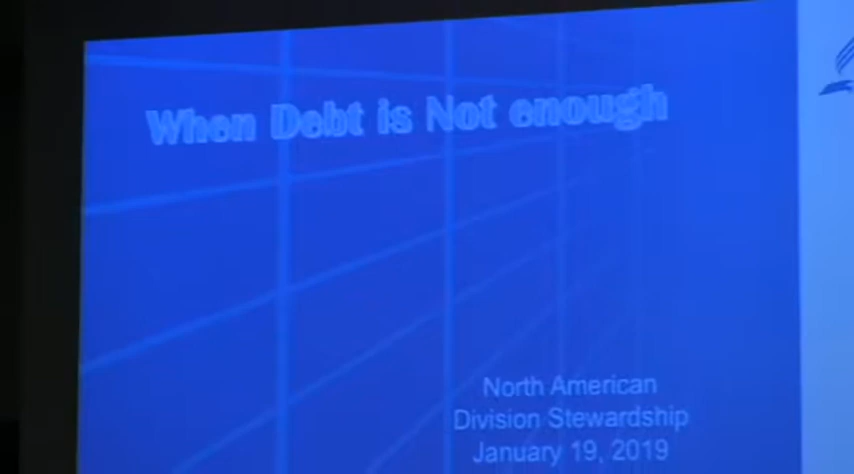 When Debt is Not enough
North American
Division Stewardship
January 19, 2019